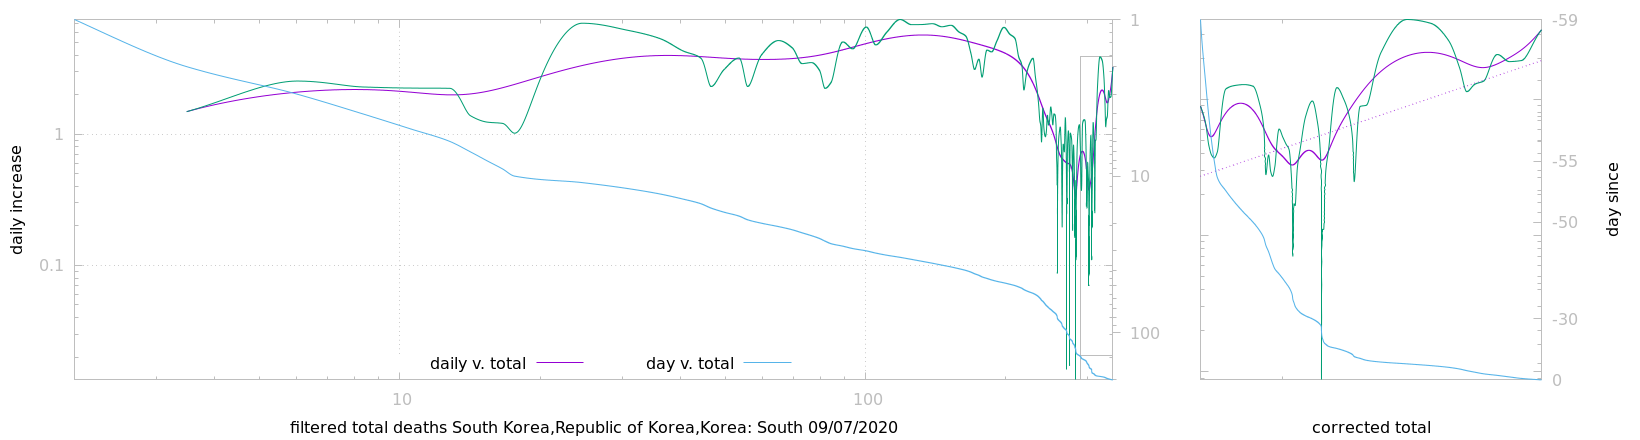 daily increase
1
0.1
10
100
1
10
100
daily v. total
day v. total
filtered total deaths South Korea,Republic of Korea,Korea: South 09/07/2020
-59
-55
-50
-30
0
day since
corrected total